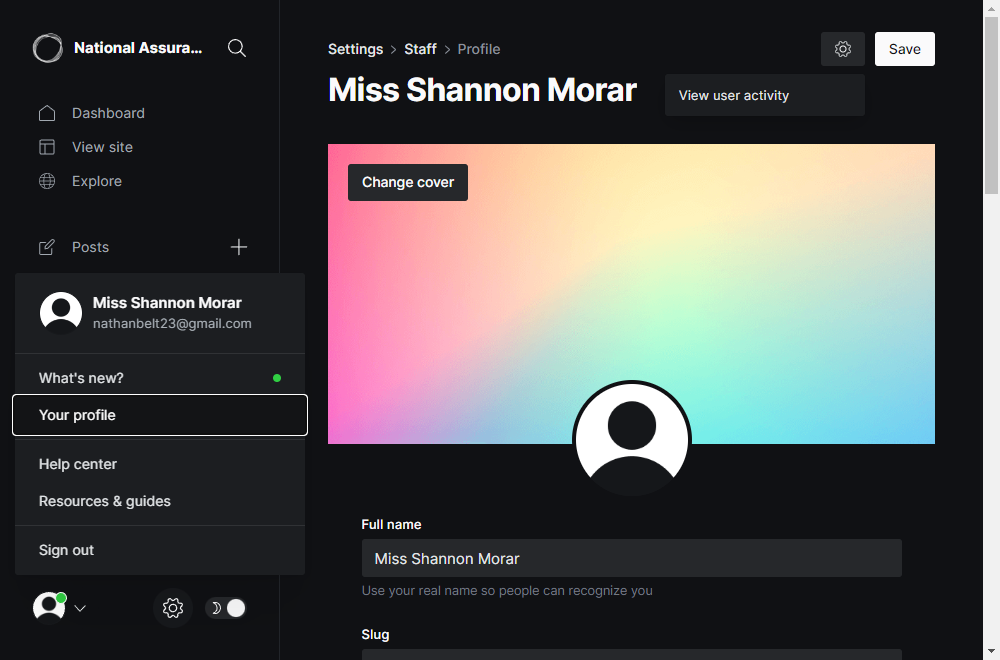 National Assura...
Dashboard
View site
Explore
Posts
Miss Shannon Morar
nathanbelt23@gmail.com
What's new?
Your profile
Help center
Resources & guides
Sign out
Settings > Staff > Profile
Save
Miss Shannon Morar
View user activity
Change cover
Full name
Miss Shannon Morar
Use your real name so people can recognize you
Slug